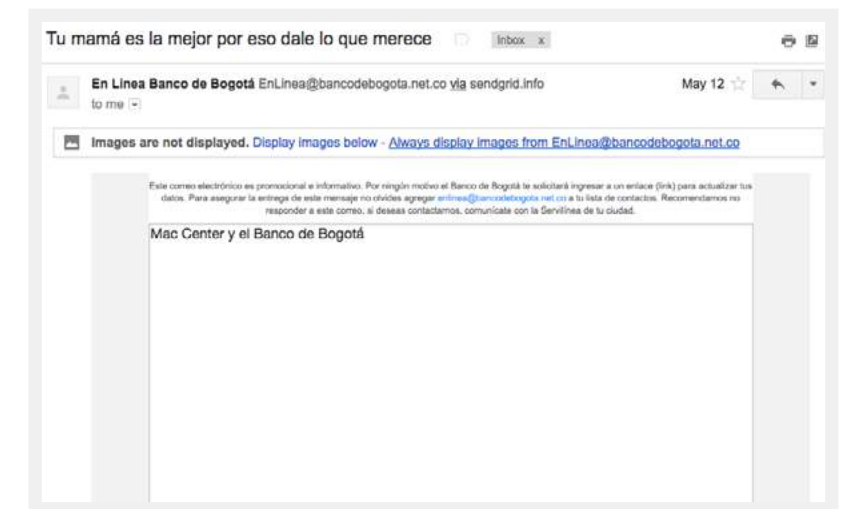 Tu mamá es la mejor por eso dale lo que merece Inbox x
En Linea Banco de Bogotá EnLinea@bancodebogota.net.co via sendgrid.info May 12
to me
Images are not displayed. Display images below - Always display images from EnLinea@bancodebogota.net.co
Este correo electrónico es promocional e informativo. Por ningún motivo el Banco de Bogotá te solicitará ingresar a un enlace (link) para actualizar tus
datos. Para asegurar la entrega de este mensaje no olvides agregar enlinea@bancodebogota.net.co a tu lista de contactos. Recomendamos no
responder a este correo, si deseas contactarnos, comunícate con la Servilínea de tu ciudad.
Mac Center y el Banco de Bogotá